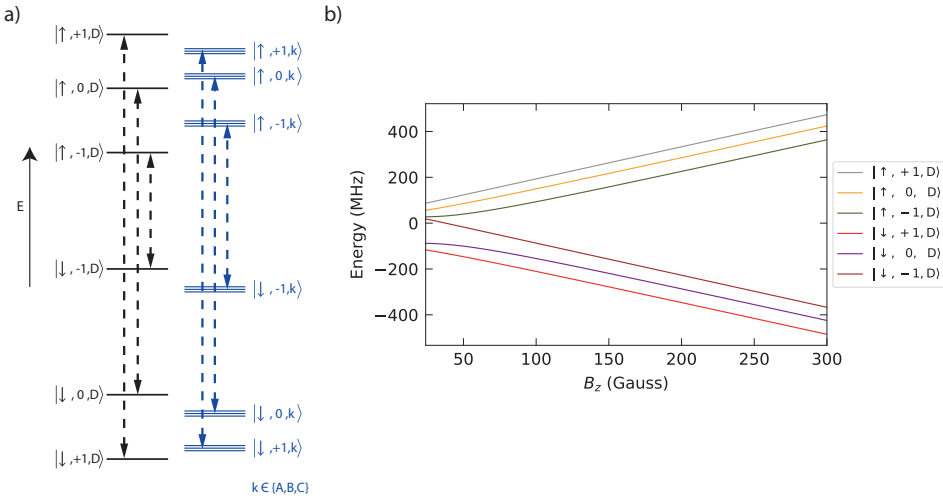 a)
|↑,+1,D⟩
|↑, 0,D⟩
|↑, -1,D⟩
|↓, -1,D⟩
|↓, 0,D⟩
|↓,+1,D⟩
E
|↑,+1,k⟩
|↑, 0,k⟩
|↑, -1,k⟩
|↓, -1,k⟩
|↓, 0,k⟩
|↓,+1,k⟩
k ∈ {A,B,C}
b)
Energy (MHz)
400
200
0
−200
−400
50
100
150
200
250
300
B_z (Gauss)
|↑, +1, D⟩
|↑, 0, D⟩
|↑, −1, D⟩
|↓, +1, D⟩
|↓, 0, D⟩
|↓, −1, D⟩